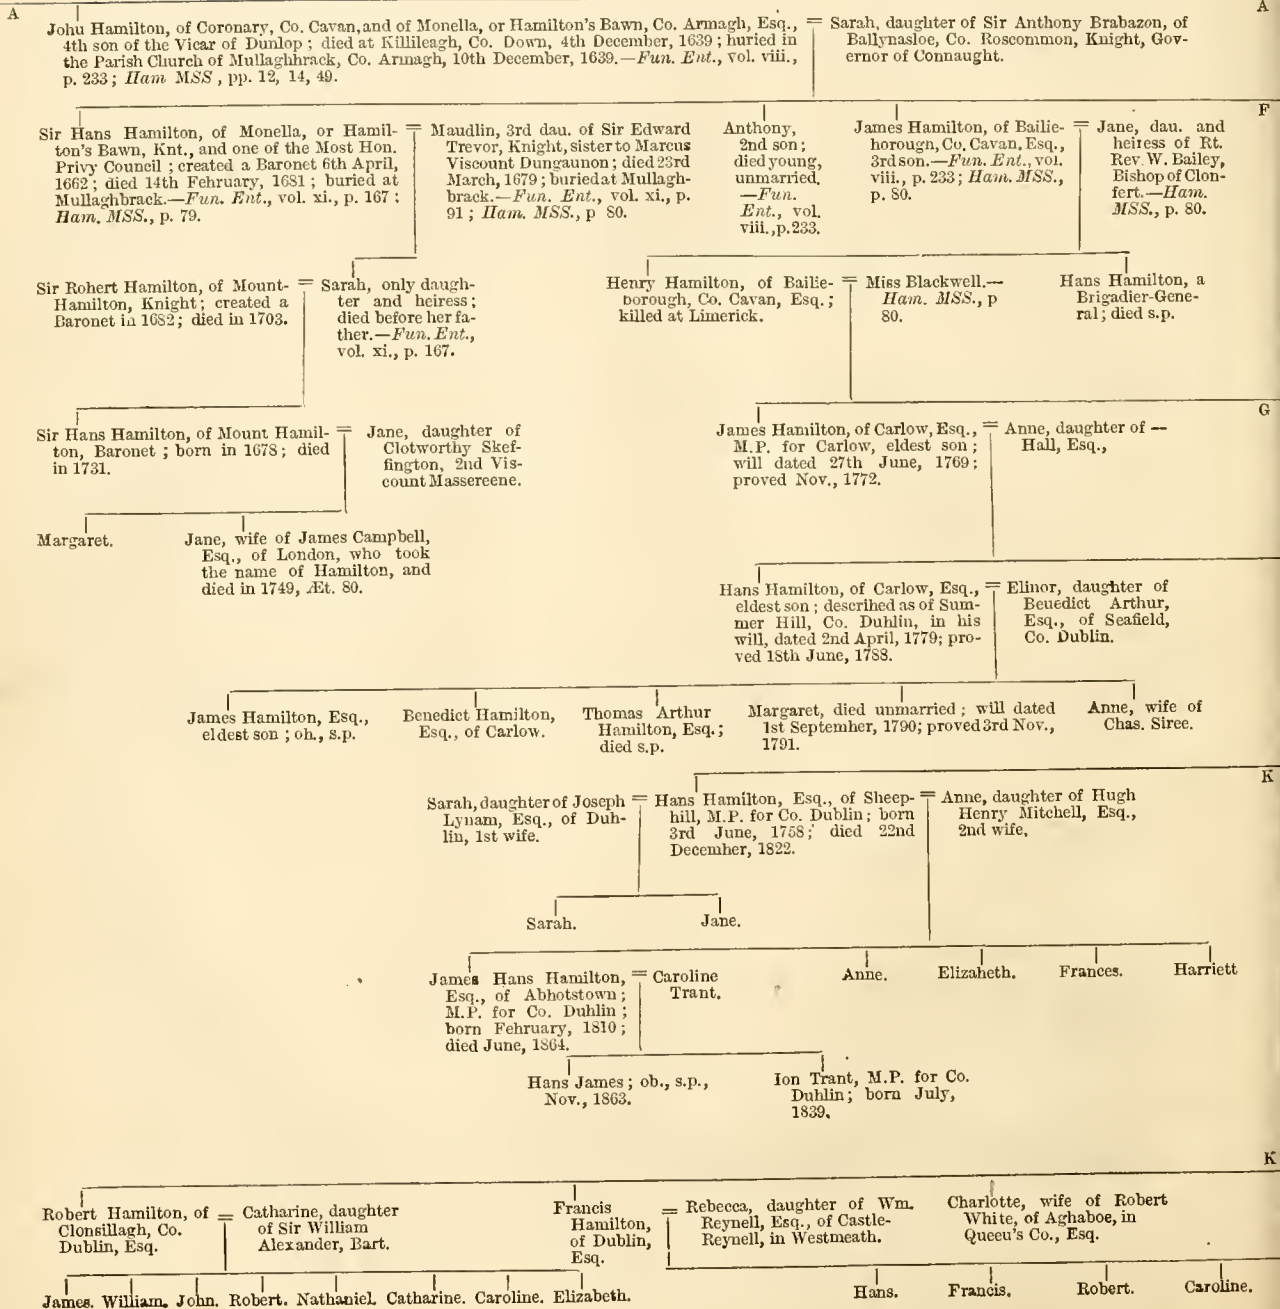 A
A
Johu Hamilton, of Coronary, Co. Cavan, and of Monella, or Hamilton's Bawn, Co. Armagh, Esq., =
4th son of the Vicar of Dunlop ; died at Killileagh, Co. Down, 4th December, 1639 ; huried in
the Parish Church of Mullaghhrack, Co. Armagh, 10th December, 1639.—Fun. Ent., vol. viii.,
p. 233 ; Ham MSS , pp. 12, 14, 49.
Sarah, daughter of Sir Anthony Brabazon, of
Ballynasloe, Co. Roscommon, Knight, Gov-
ernor of Connaught.
F
Sir Hans Hamilton, of Monella, or Hamil- =
ton's Bawn, Knt., and one of the Most Hon.
Privy Council ; created a Baronet 6th April,
1662 ; died 14th Fehruary, 1681 ; buried at
Mullaghbrack.—Fun. Ent., vol. xi., p. 167 ;
Ham. MSS., p. 79.
Maudlin, 3rd dau. of Sir Edward
Trevor, Knight, sister to Marcus
Viscount Dungaunon ; died 23rd
March, 1679 ; buried at Mullagh-
brack.—Fun. Ent., vol. xi., p.
91 ; Ham. MSS., p 80.
Anthony,
2nd son ;
died young,
unmarried.
—Fun.
Ent., vol.
viii., p. 233.
James Hamilton, of Bailie- =
horough, Co. Cavan, Esq.,
3rd son.—Fun. Ent., vol.
viii., p. 233 ; Ham. MSS.,
p. 80.
Jane, dau. and
heiress of Rt.
Rev. W. Bailey,
Bishop of Clon-
fert.—Ham.
MSS., p. 80.
Sir Rohert Hamilton, of Mount- =
Hamilton, Knight ; created a
Baronet in 1682 ; died in 1703.
Sarah, only daugh-
ter and heiress ;
died before her fa-
ther.—Fun. Ent.,
vol. xi., p. 167.
Henry Hamilton, of Bailie- =
borough, Co. Cavan, Esq. ;
killed at Limerick.
Miss Blackwell.—
Ham. MSS., p
80.
Hans Hamilton, a
Brigadier-Gene-
ral ; died s.p.
G
Sir Hans Hamilton, of Mount Hamil- =
ton, Baronet ; born in 1678 ; died
in 1731.
Jane, daughter of
Clotworthy Skef-
fington, 2nd Vis-
count Massereene.
James Hamilton, of Carlow, Esq., =
M.P. for Carlow, eldest son ;
will dated 27th June, 1769 ;
proved Nov., 1772.
Anne, daughter of —
Hall, Esq.,
Margaret.
Jane, wife of James Campbell,
Esq., of London, who took
the name of Hamilton, and
died in 1749, Æt. 80.
Hans Hamilton, of Carlow, Esq., =
eldest son ; descrihed as of Sum-
mer Hill, Co. Duhlin, in his
will, dated 2nd April, 1779; pro-
ved 18th June, 1788.
Elinor, daughter of
Beuedict Arthur,
Esq., of Seafield,
Co. Dublin.
James Hamilton, Esq.,
eldest son ; oh., s.p.
Benedict Hamilton,
Esq., of Carlow.
Thomas Arthur
Hamilton, Esq. ;
died s.p.
Margaret, died unmarried ; will dated
1st Septemher, 1790; proved 3rd Nov.,
1791.
Anne, wife of
Chas. Siree.
K
Sarah, daughter of Joseph =
Lynam, Esq., of Duh-
lin, 1st wife.
Hans Hamilton, Esq., of Sheep- =
hill, M.P. for Co. Dublin; born
3rd June, 1758; died 22nd
Decemher, 1822.
Anne, daughter of Hugh
Henry Mitchell, Esq.,
2nd wife.
Sarah.
Jane.
James Hans Hamilton, =
Esq., of Abhotstown ;
M.P. for Co. Duhlin ;
born Fehruary, 1810 ;
died June, 1864.
Caroline
Trant.
Anne.
Elizaheth.
Frances.
Harriett
Hans James ; ob., s.p.,
Nov., 1863.
Ion Trant, M.P. for Co.
Duhlin; born July,
1839.
K
Robert Hamilton, of =
Clonsillagh, Co.
Dublin, Esq.
Catharine, daughter
of Sir William
Alexander, Bart.
Francis
Hamilton, =
of Dublin,
Esq.
Rebecca, daughter of Wm.
Reynell, Esq., of Castle-
Reynell, in Westmeath.
Charlotte, wife of Robert
White, of Aghaboe, in
Queeu's Co., Esq.
James. William. John. Robert. Nathaniel. Catharine. Caroline. Elizabeth.
Hans. Francis. Robert. Caroline.